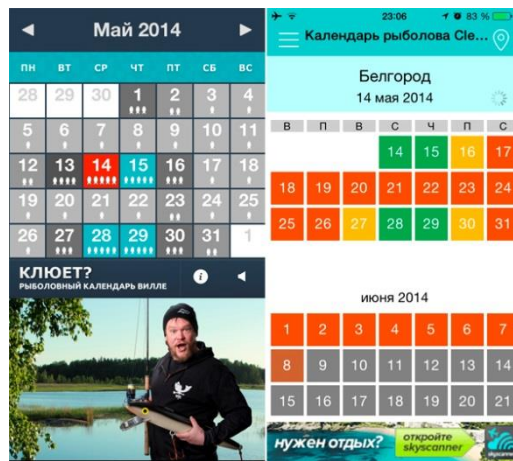 Май 2014
ПН ВТ СР ЧТ ПТ СБ ВС
28 29 30 1 2 3 4
5 6 7 8 9 10 11
12 13 14 15 16 17 18
19 20 21 22 23 24 25
26 27 28 29 30 31 1
КЛЮЕТ?
РЫБОЛОВНЫЙ КАЛЕНДАРЬ ВИЛЛЕ
23:06
83 %
Календарь рыболова Cle...
Белгород
14 мая 2014
В П В С Ч П С
14 15 16 17
18 19 20 21 22 23 24
25 26 27 28 29 30 31
июня 2014
1 2 3 4 5 6 7
8 9 10 11 12 13 14
15 16 17 18 19 20 21
нужен отдых?
откройте
skyscanner